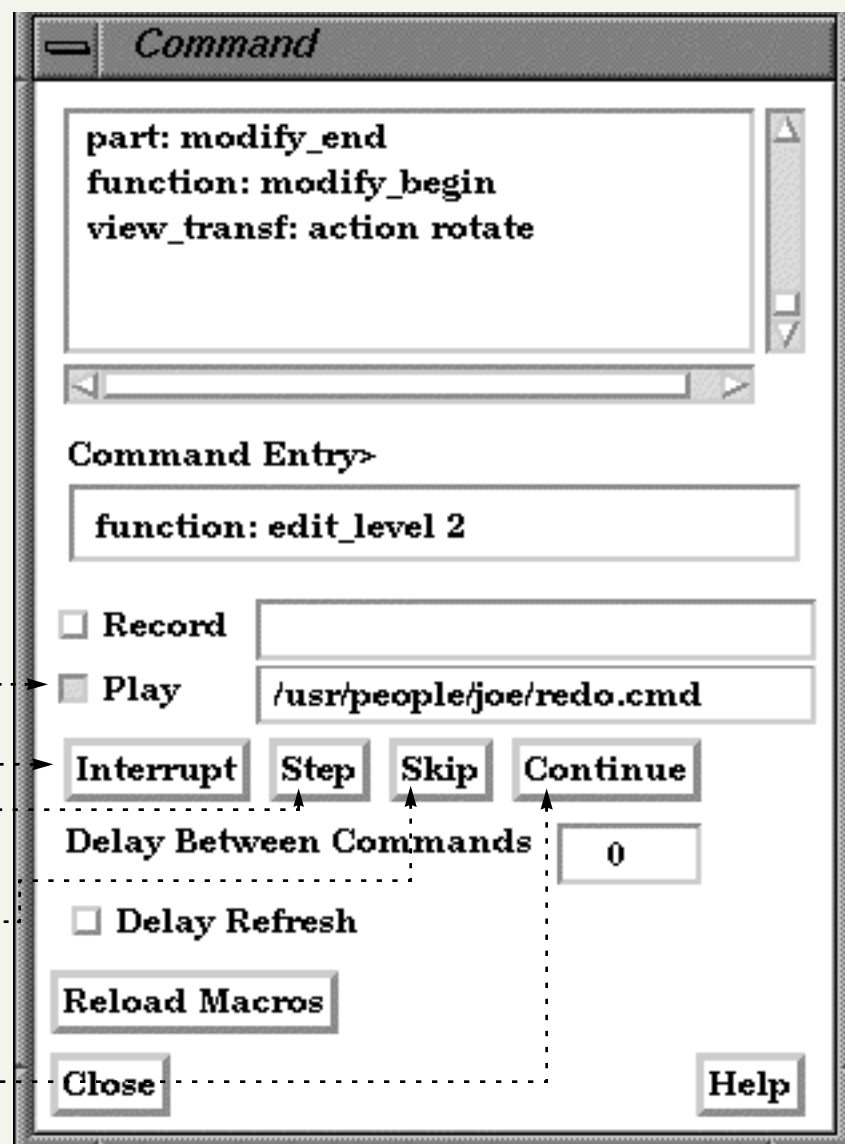 Command
part: modify_end
function: modify_begin
view_transf: action rotate
Command Entry>
function: edit_level 2
Record
Play /usr/people/joe/redo.cmd
Interrupt Step Skip Continue
Delay Between Commands 0
Delay Refresh
Reload Macros
Close Help